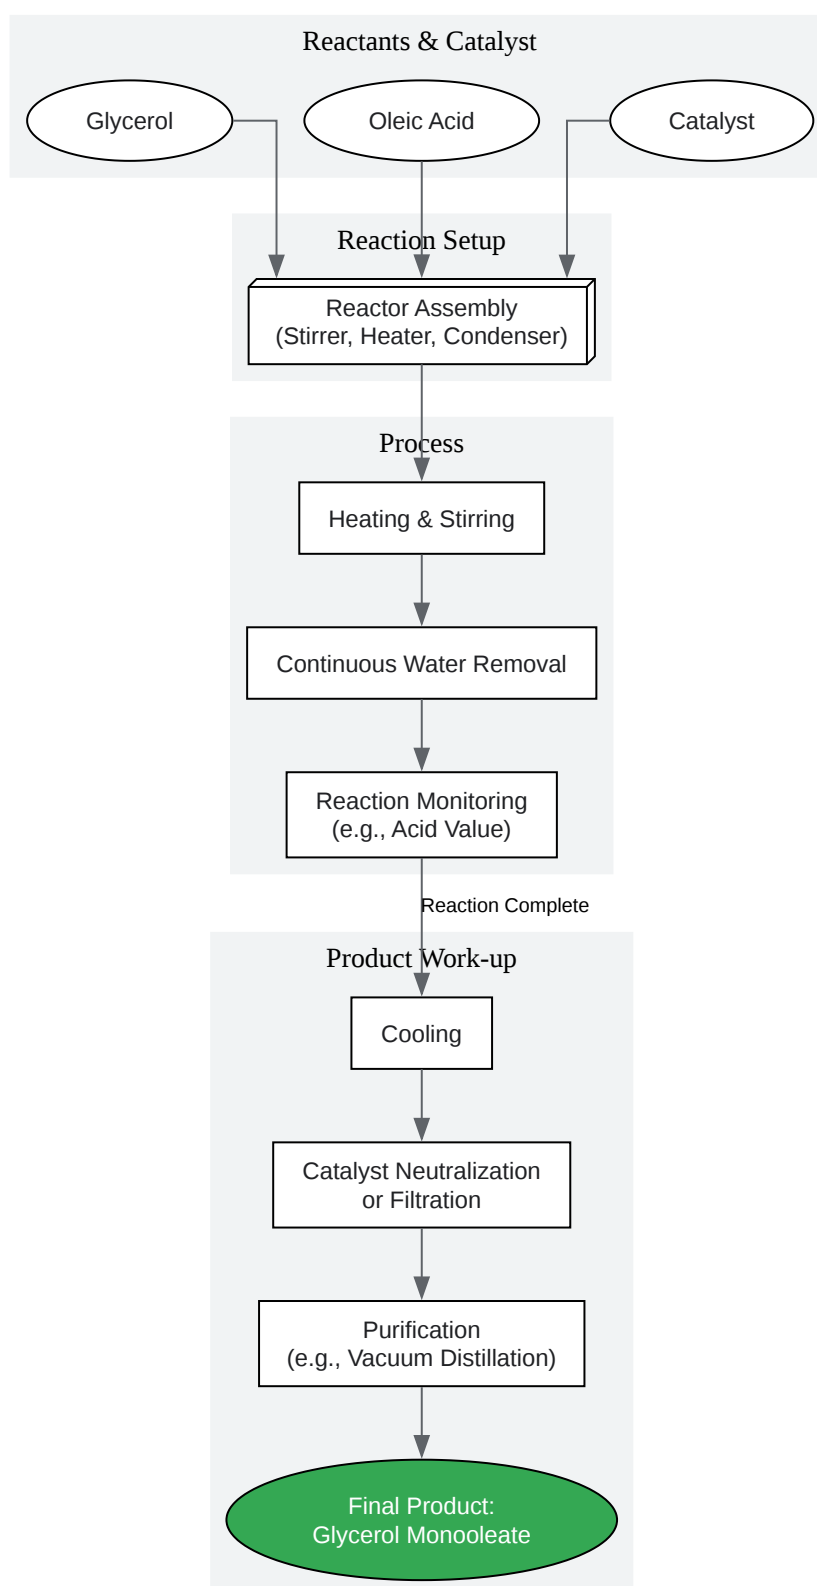 Reactants & Catalyst
Glycerol
Oleic Acid
Catalyst
Reaction Setup
Reactor Assembly
(Stirrer, Heater, Condenser)
Process
Heating & Stirring
Continuous Water Removal
Reaction Monitoring
(e.g., Acid Value)
Reaction Complete
Product Work-up
Cooling
Catalyst Neutralization
or Filtration
Purification
(e.g., Vacuum Distillation)
Final Product:
Glycerol Monooleate